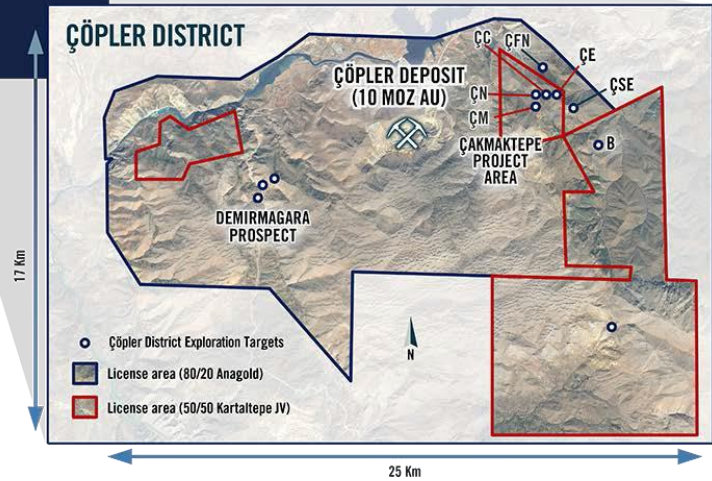 ÇÖPLER DISTRICT
ÇC
ÇFN
ÇE
ÇÖPLER DEPOSIT
(10 MOZ AU)
ÇN
ÇSE
ÇM
ÇAKMAKTEPE
PROJECT
AREA
B
DEMIRMAGARA
PROSPECT
17 Km
Çöpler District Exploration Targets
License area (80/20 Anagold)
License area (50/50 Kartaltepe JV)
N
25 Km